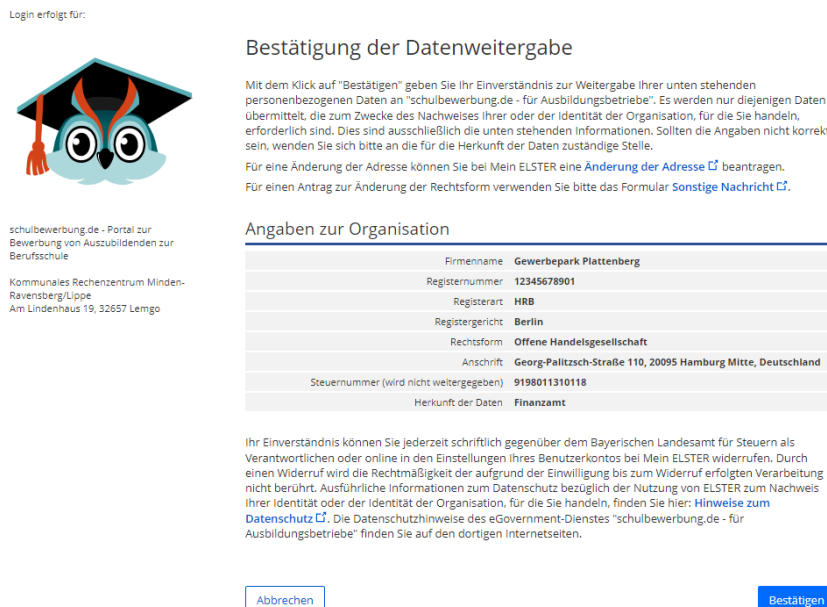 Login erfolgt für:
schulbewerbung.de - Portal zur
Bewerbung von Auszubildenden zur
Berufsschule
Kommunales Rechenzentrum Minden-
Ravensberg/Lippe
Am Lindenhaus 19, 32657 Lemgo
Bestätigung der Datenweitergabe
Mit dem Klick auf "Bestätigen" geben Sie Ihr Einverständnis zur Weitergabe Ihrer unten stehenden
personenbezogenen Daten an "schulbewerbung.de - für Ausbildungsbetriebe". Es werden nur diejenigen Daten
übermittelt, die zum Zwecke des Nachweises Ihrer oder der Identität der Organisation, für die Sie handeln,
erforderlich sind. Dies sind ausschließlich die unten stehenden Informationen. Sollten die Angaben nicht korrekt
sein, wenden Sie sich bitte an die für die Herkunft der Daten zuständige Stelle.
Für eine Änderung der Adresse können Sie bei Mein ELSTER eine Änderung der Adresse beantragen.
Für einen Antrag zur Änderung der Rechtsform verwenden Sie bitte das Formular Sonstige Nachricht.
Angaben zur Organisation
Firmenname Gewerbepark Plattenberg
Registernummer 12345678901
Registerart HRB
Registergericht Berlin
Rechtsform Offene Handelsgesellschaft
Anschrift Georg-Palitzsch-Straße 110, 20095 Hamburg Mitte, Deutschland
Steuernummer (wird nicht weitergegeben) 9198011310118
Herkunft der Daten Finanzamt
Ihr Einverständnis können Sie jederzeit schriftlich gegenüber dem Bayerischen Landesamt für Steuern als
Verantwortlichen oder online in den Einstellungen Ihres Benutzerkontos bei Mein ELSTER widerrufen. Durch
einen Widerruf wird die Rechtmäßigkeit der aufgrund der Einwilligung bis zum Widerruf erfolgten Verarbeitung
nicht berührt. Ausführliche Informationen zum Datenschutz bezüglich der Nutzung von ELSTER zum Nachweis
Ihrer Identität oder der Identität der Organisation, für die Sie handeln, finden Sie hier: Hinweise zum
Datenschutz. Die Datenschutzhinweise des eGovernment-Dienstes "schulbewerbung.de - für
Ausbildungsbetriebe" finden Sie auf den dortigen Internetseiten.
Abbrechen
Bestätigen